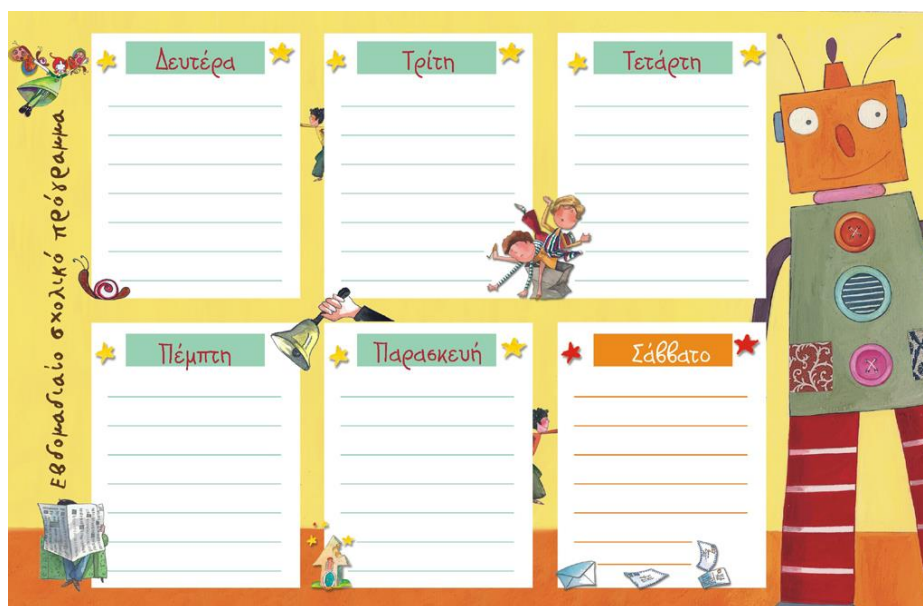 Εβδομαδιαίο σχολικό πρόγραμμα
Δευτέρα
Τρίτη
Τετάρτη
Πέμπτη
Παρασκευή
Σάββατο